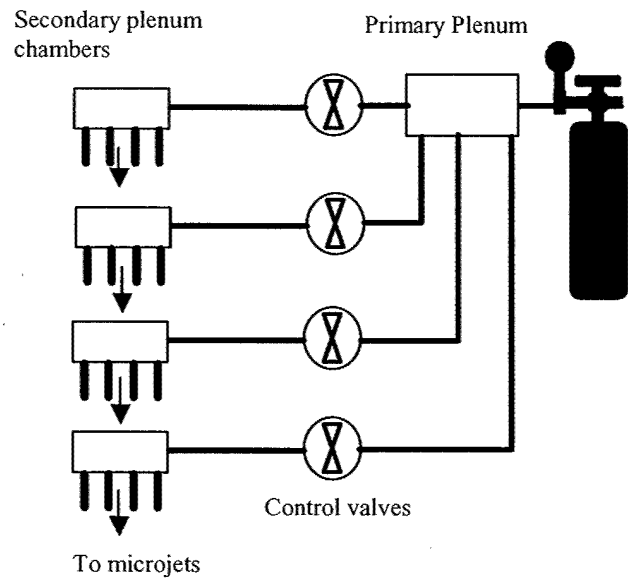 Secondary plenum
chambers
Primary Plenum
Control valves
To microjets